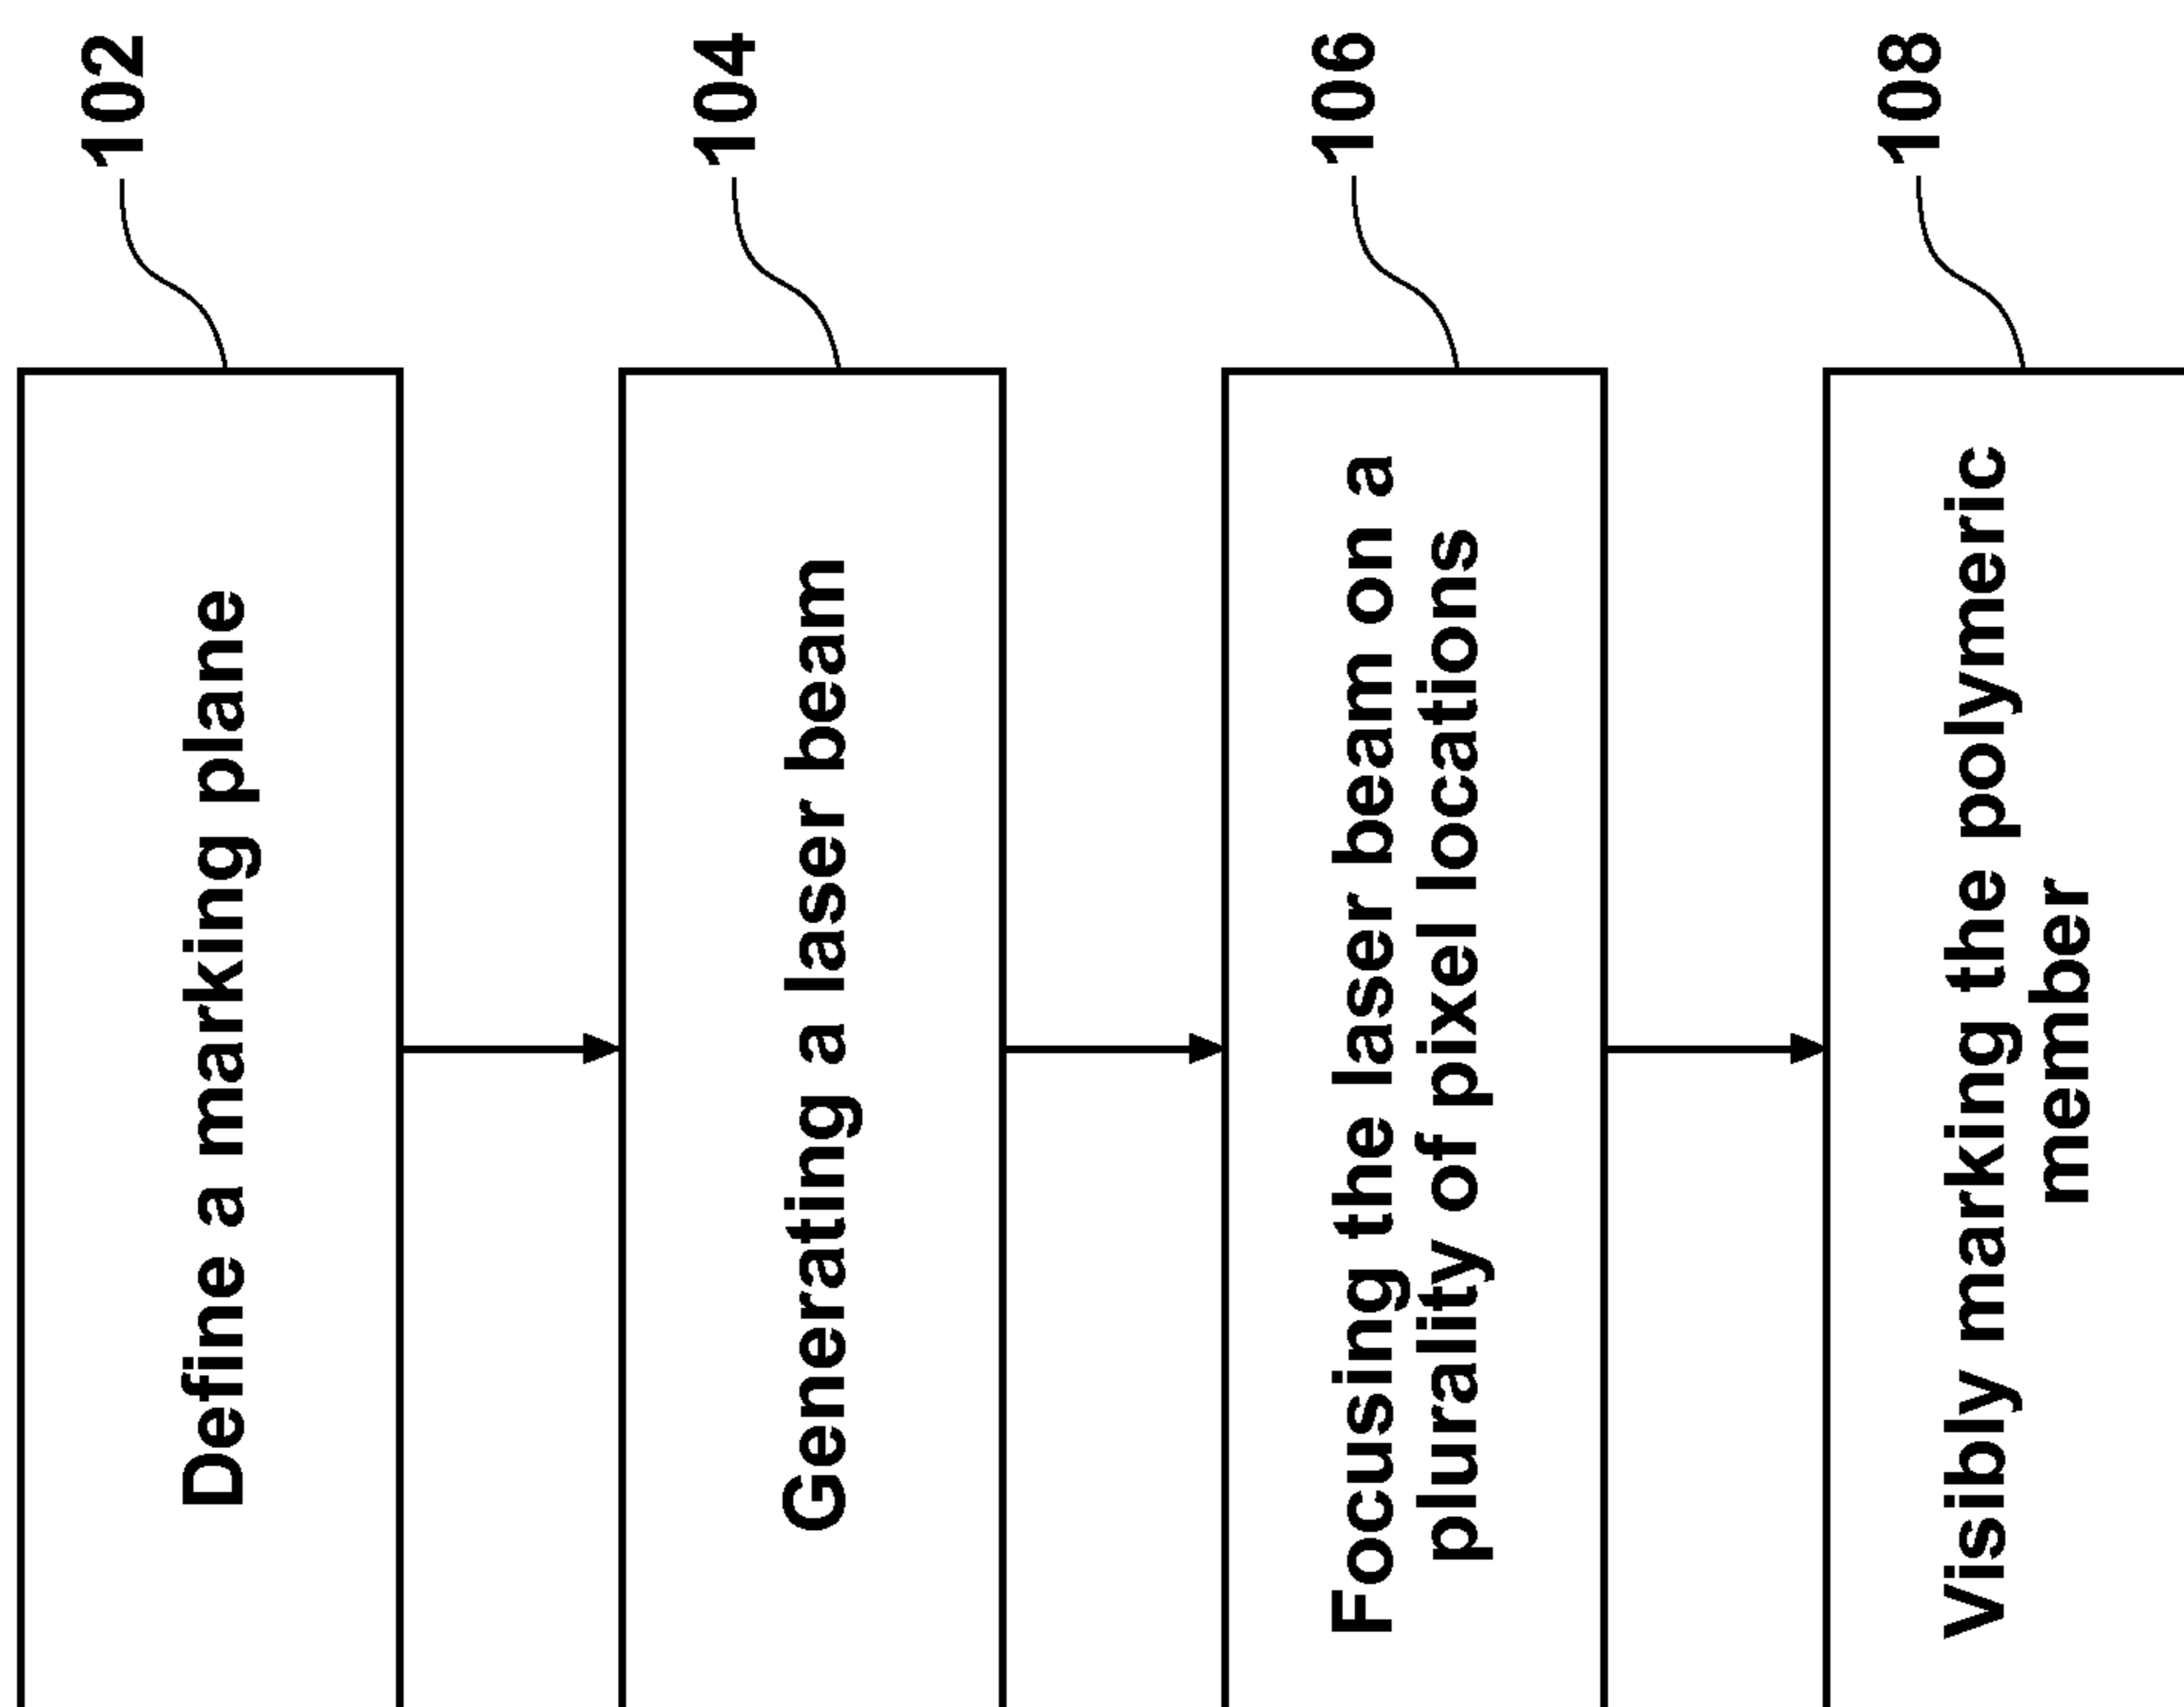 102
Define a marking plane
104
Generating a laser beam
106
Focusing the laser beam on a
plurality of pixel locations
108
Visibly marking the polymeric
member